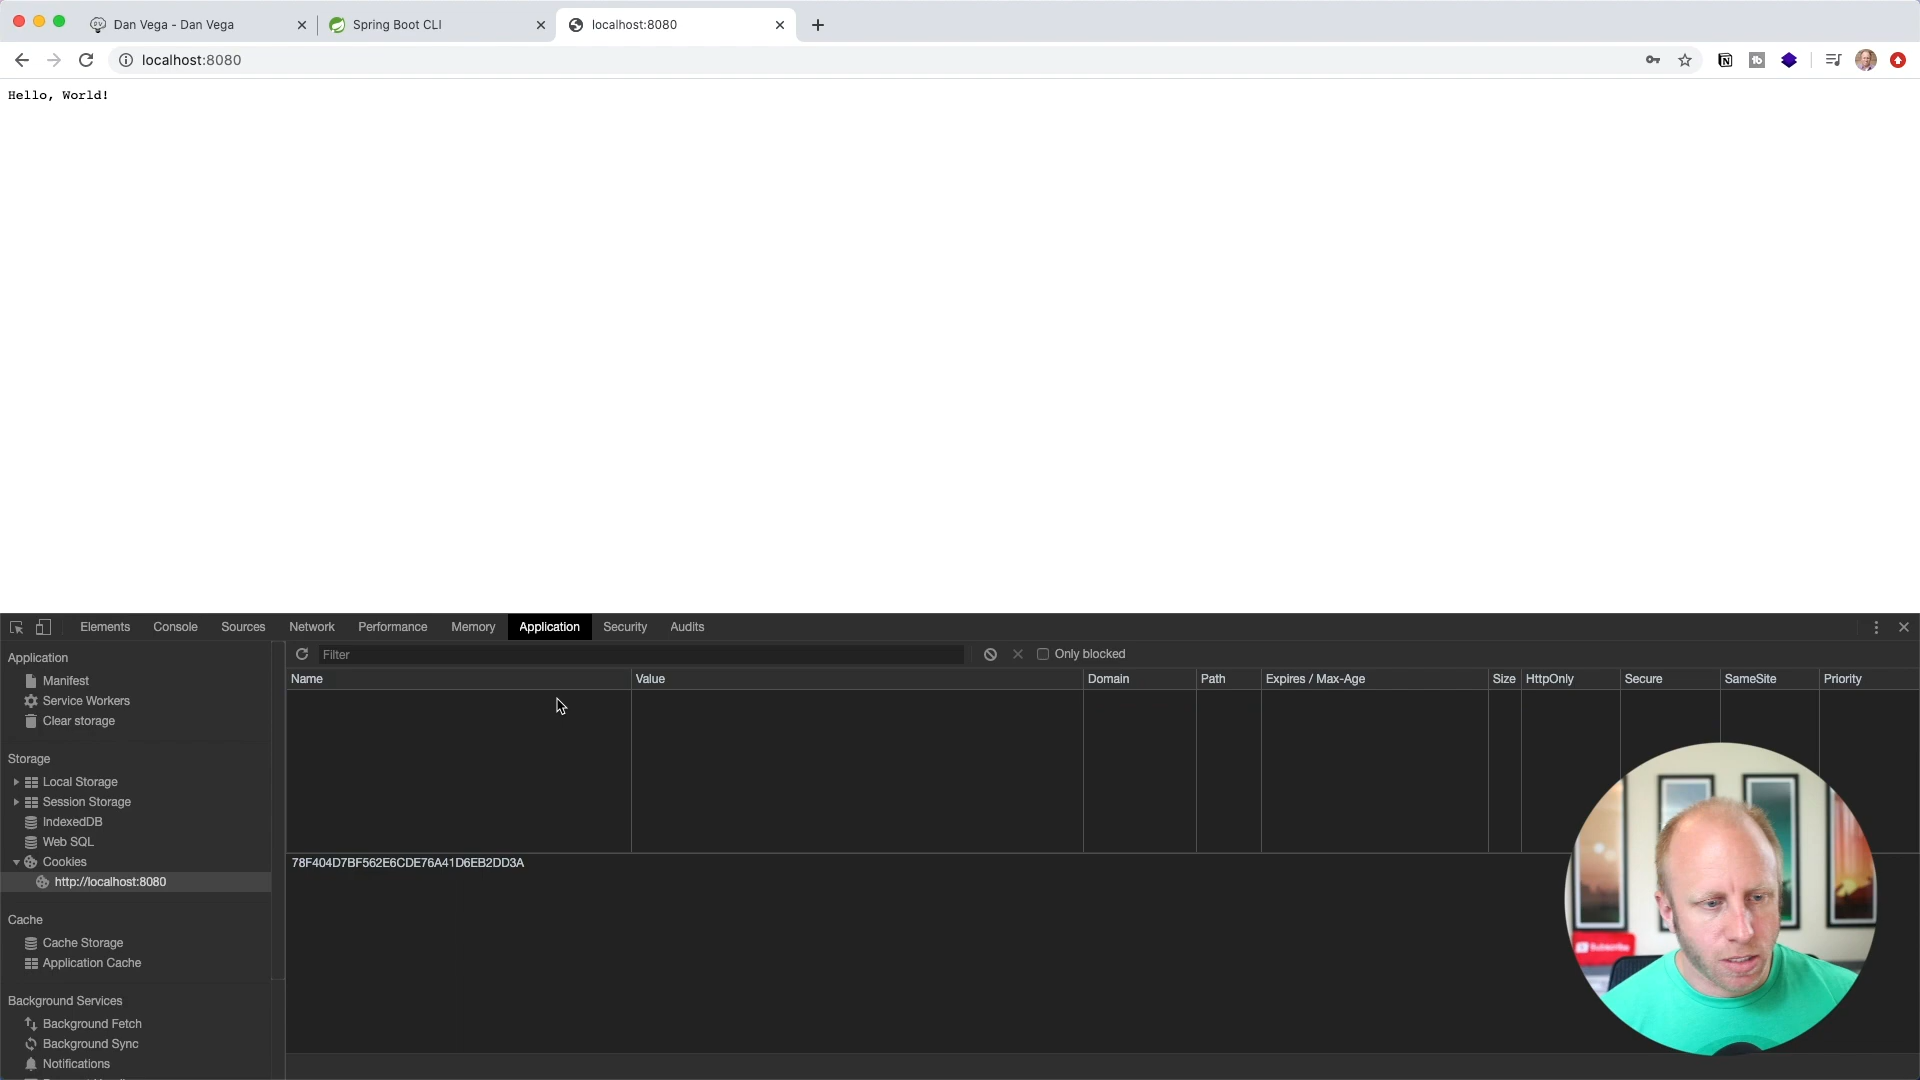 Dan Vega - Dan Vega
Spring Boot CLI
localhost:8080
localhost:8080
Hello, World!
Elements Console Sources Network Performance Memory Application Security Audits
Application
Manifest
Service Workers
Clear storage
Storage
Local Storage
Session Storage
IndexedDB
Web SQL
Cookies
http://localhost:8080
Cache
Cache Storage
Application Cache
Background Services
Background Fetch
Background Sync
Notifications
Filter
Only blocked
Name Value Domain Path Expires / Max-Age Size HttpOnly Secure SameSite Priority
78F404D7BF562E6CDE76A41D6EB2DD3A
Subscribe